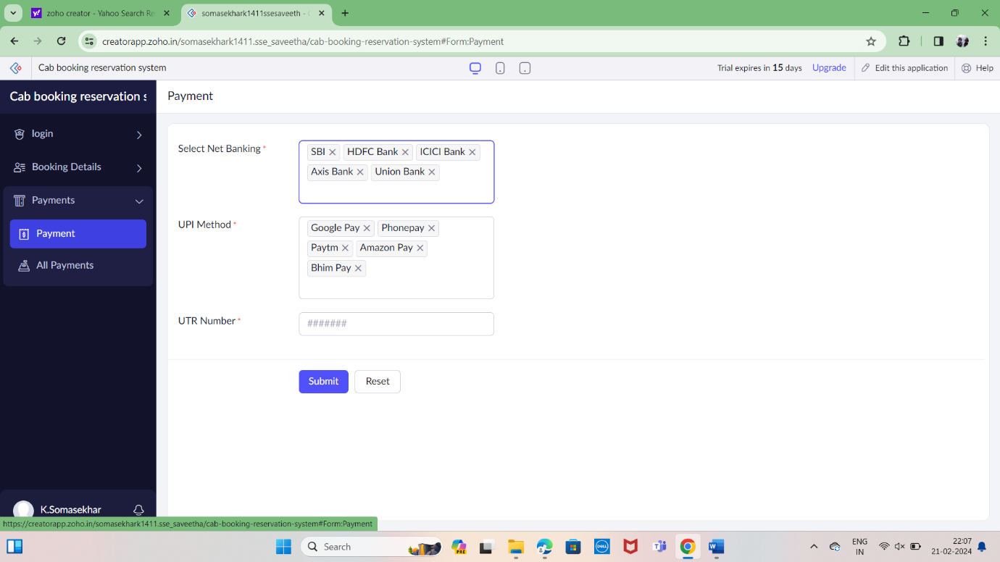 zoho creator - Yahoo Search Re
somasekhark1411ssesaveeth - C
creatorapp.zoho.in/somasekhark1411.sse_saveetha/cab-booking-reservation-system#Form:Payment
Cab booking reservation system
Trial expires in 15 days
Upgrade
Edit this application
Help
Cab booking reservation s
Payment
login
Booking Details
Payments
Payment
All Payments
Select Net Banking *
SBI × HDFC Bank × ICICI Bank ×
Axis Bank × Union Bank ×
UPI Method *
Google Pay × Phonepay ×
Paytm × Amazon Pay ×
Bhim Pay ×
UTR Number *
#######
Submit
Reset
K.Somasekhar
https://creatorapp.zoho.in/somasekhark1411.sse_saveetha/cab-booking-reservation-system#Form:Payment
Search
PRE
DELL
ENG
IN
22:07
21-02-2024